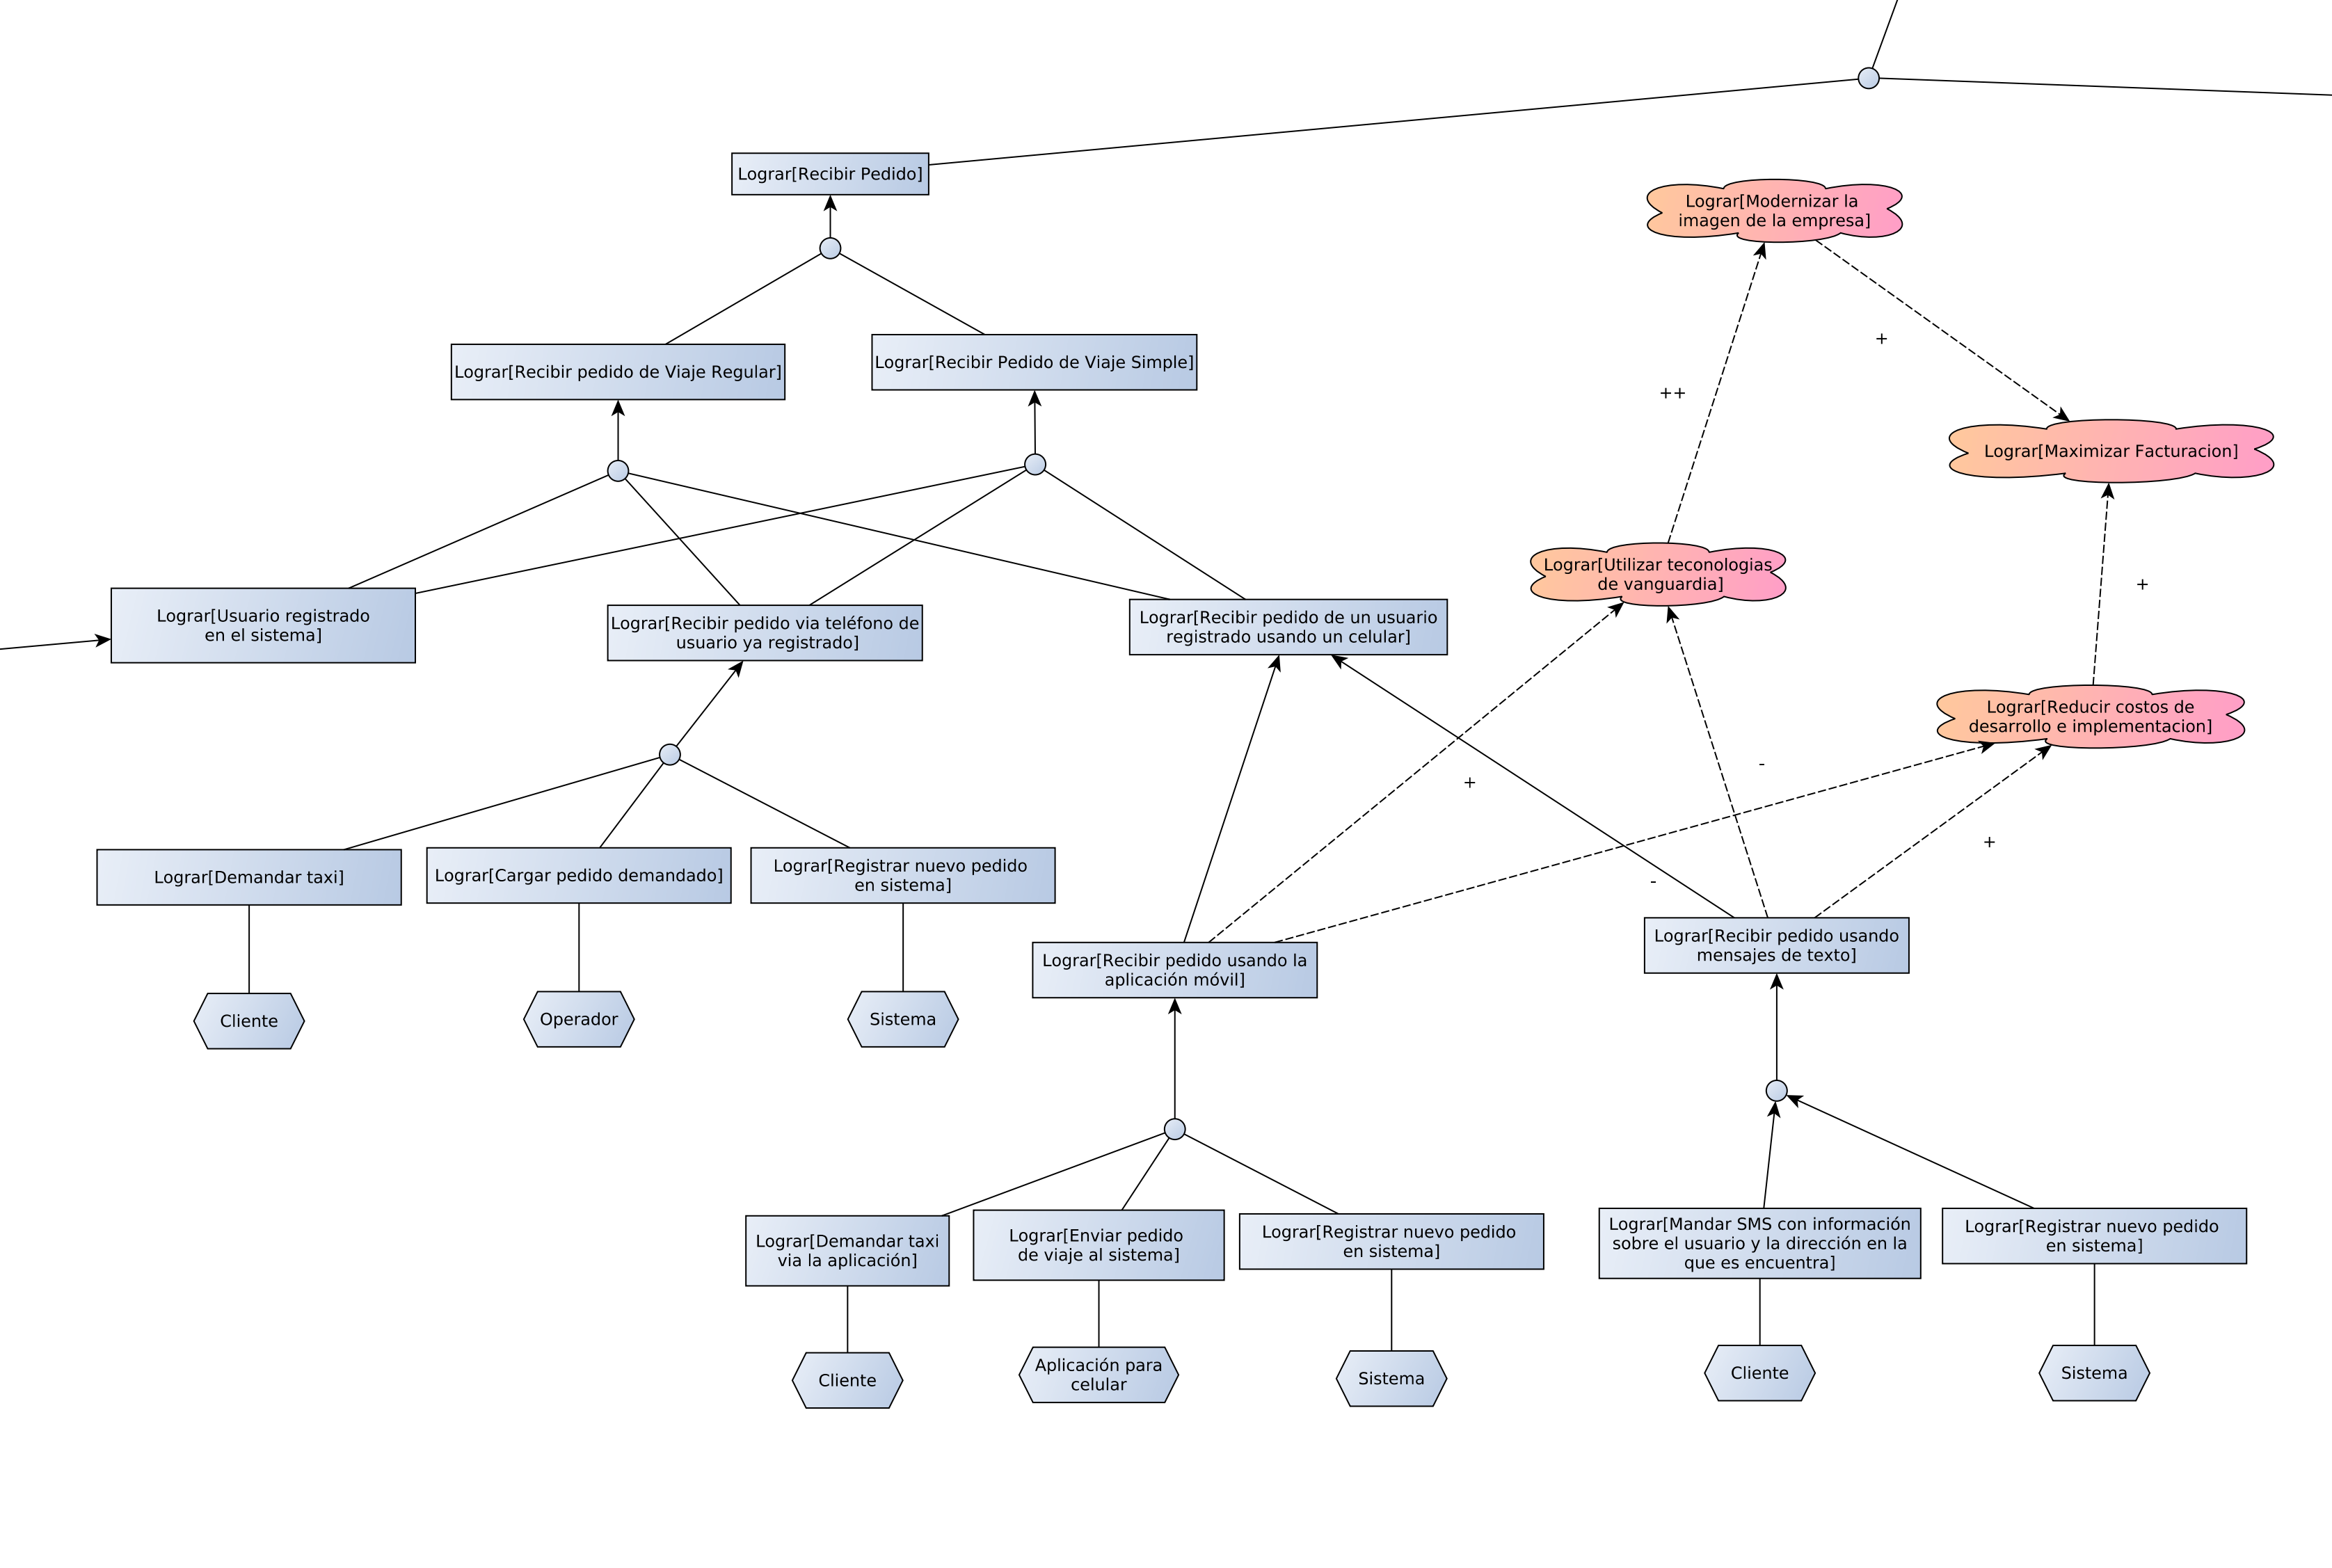 Lograr[Recibir Pedido]
Lograr[Modernizar la
imagen de la empresa]
+
Lograr[Recibir pedido de Viaje Regular]
Lograr[Recibir Pedido de Viaje Simple]
++
Lograr[Maximizar Facturacion]
Lograr[Utilizar teconologias
de vanguardia]
+
Lograr[Usuario registrado
en el sistema]
Lograr[Recibir pedido via teléfono de
usuario ya registrado]
Lograr[Recibir pedido de un usuario
registrado usando un celular]
Lograr[Reducir costos de
desarrollo e implementacion]
-
+
+
-
Lograr[Demandar taxi]
Lograr[Cargar pedido demandado]
Lograr[Registrar nuevo pedido
en sistema]
Lograr[Recibir pedido usando la
aplicación móvil]
Lograr[Recibir pedido usando
mensajes de texto]
Cliente
Operador
Sistema
Lograr[Demandar taxi
via la aplicación]
Lograr[Enviar pedido
de viaje al sistema]
Lograr[Registrar nuevo pedido
en sistema]
Lograr[Mandar SMS con información
sobre el usuario y la dirección en la
que es encuentra]
Lograr[Registrar nuevo pedido
en sistema]
Cliente
Aplicación para
celular
Sistema
Cliente
Sistema